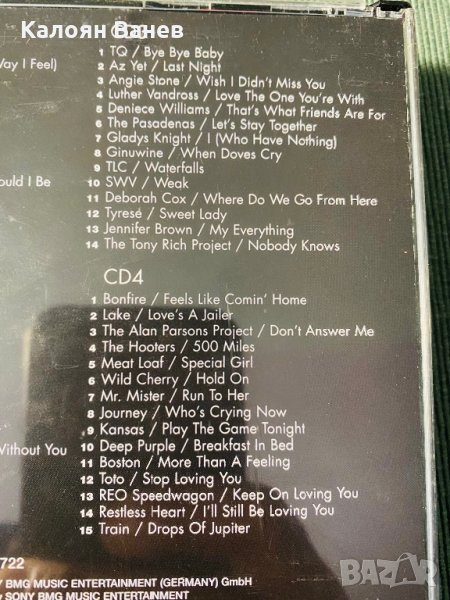 Калоян Ванев
Way I Feel)
1 TQ / Bye Bye Baby
2 Az Yet / Last Night
3 Angie Stone / Wish I Didn't Miss You
4 Luther Vandross / Love The One You're With
5 Deniece Williams / That's What Friends Are For
6 The Pasadenas / Let's Stay Together
7 Gladys Knight / I (Who Have Nothing)
8 Ginuwine / When Doves Cry
9 TLC / Waterfalls
ould I Be
10 SWV / Weak
11 Deborah Cox / Where Do We Go From Here
12 Tyresé / Sweet Lady
13 Jennifer Brown / My Everything
14 The Tony Rich Project / Nobody Knows
CD4
1 Bonfire / Feels Like Comin' Home
2 Lake / Love's A Jailer
3 The Alan Parsons Project / Don't Answer Me
4 The Hooters / 500 Miles
5 Meat Loaf / Special Girl
6 Wild Cherry / Hold On
7 Mr. Mister / Run To Her
8 Journey / Who's Crying Now
9 Kansas / Play The Game Tonight
Without You
10 Deep Purple / Breakfast In Bed
11 Boston / More Than A Feeling
12 Toto / Stop Loving You
13 REO Speedwagon / Keep On Loving You
14 Restless Heart / I'll Still Be Loving You
15 Train / Drops Of Jupiter
722
Y BMG MUSIC ENTERTAINMENT (GERMANY) GmbH
y SONY BMG MUSIC ENTERTAINMENT
BAZAR